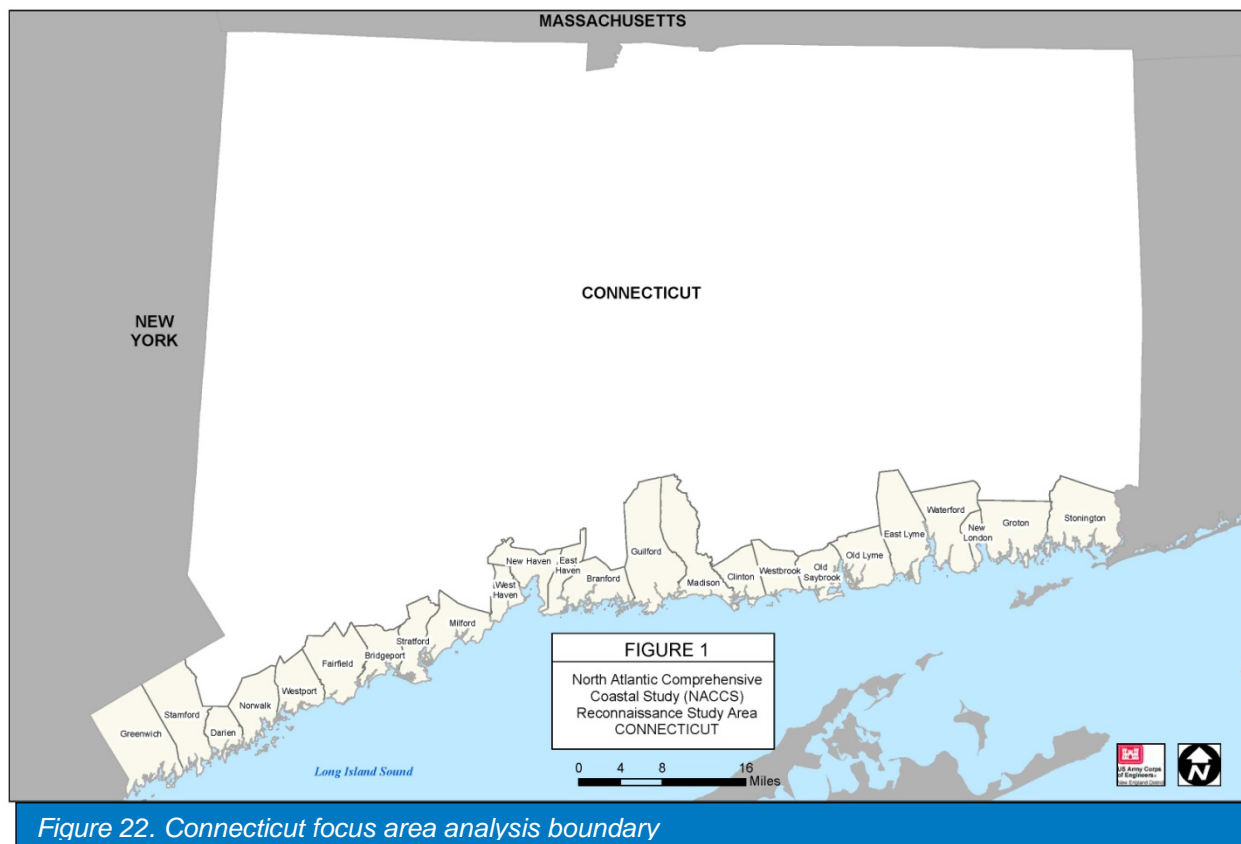 MASSACHUSETTS
CONNECTICUT
NEW
YORK
Waterford
East Lyme
New
London
Groton
Stonington
Old Lyme
Old
Saybrook
Westbrook
Clinton
Madison
Guilford
Branford
East
Haven
New Haven
West
Haven
Milford
Stratford
Bridgeport
Fairfield
Westport
Norwalk
Darien
Stamford
Greenwich
Long Island Sound
FIGURE 1
North Atlantic Comprehensive
Coastal Study (NACCS)
Reconnaissance Study Area
CONNECTICUT
0 4 8 16
Miles
US Army Corps
of Engineers®
New England District
N
Figure 22. Connecticut focus area analysis boundary